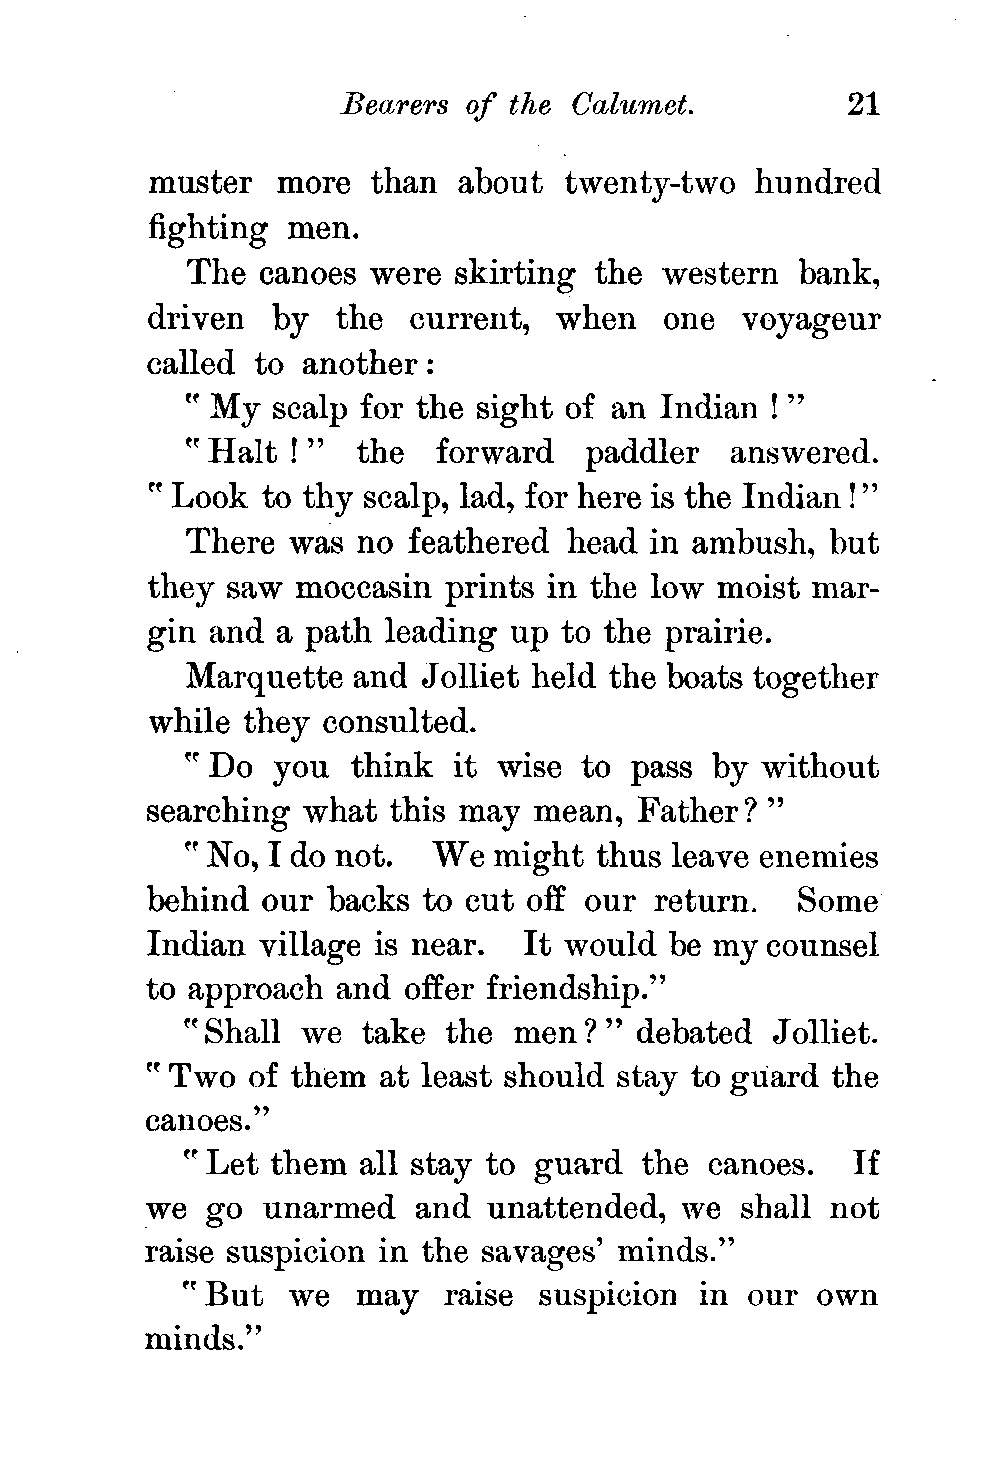 Bearers of the Calumet. 21
muster more than about twenty-two hundred
fighting men.
The canoes were skirting the western bank,
driven by the current, when one voyageur
called to another:
"My scalp for the sight of an Indian!"
"Halt!" the forward paddler answered.
"Look to thy scalp, lad, for here is the Indian!"
There was no feathered head in ambush, but
they saw moccasin prints in the low moist mar-
gin and a path leading up to the prairie.
Marquette and Jolliet held the boats together
while they consulted.
"Do you think it wise to pass by without
searching what this may mean, Father?"
"No, I do not. We might thus leave enemies
behind our backs to cut off our return. Some
Indian village is near. It would be my counsel
to approach and offer friendship."
"Shall we take the men?" debated Jolliet.
"Two of them at least should stay to guard the
canoes."
"Let them all stay to guard the canoes. If
we go unarmed and unattended, we shall not
raise suspicion in the savages' minds."
"But we may raise suspicion in our own
minds."